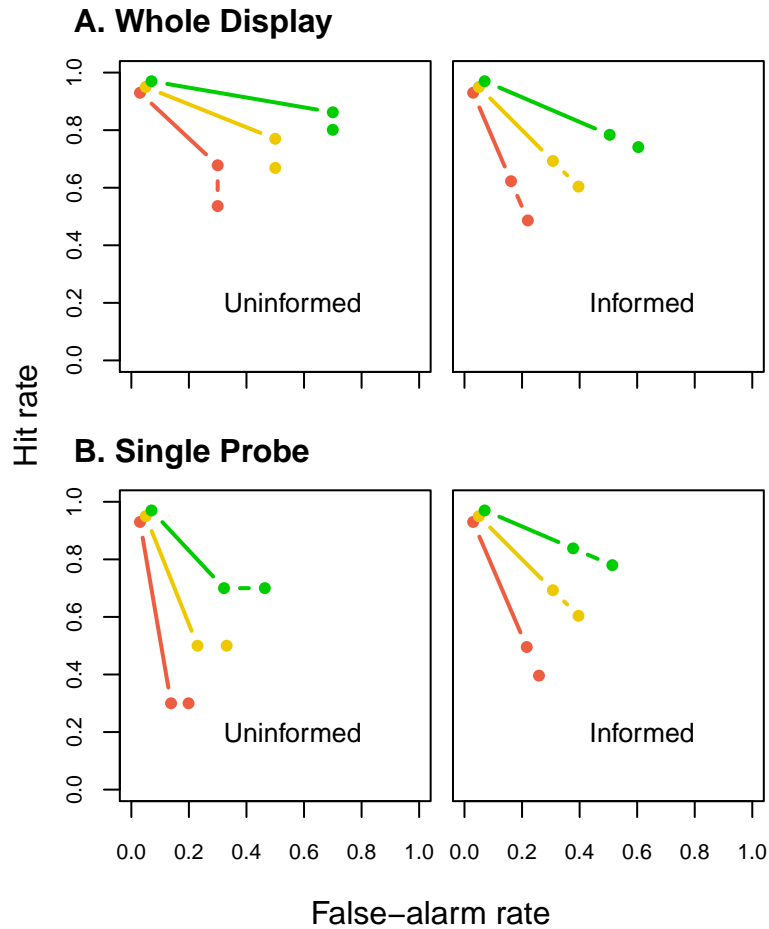 A. Whole Display
1.0
0.8
0.6
0.4
0.2
0.0
Uninformed
Informed
Hit rate
B. Single Probe
1.0
0.8
0.6
0.4
0.2
0.0
Uninformed
Informed
0.0 0.2 0.4 0.6 0.8 1.0 0.0 0.2 0.4 0.6 0.8 1.0
False−alarm rate